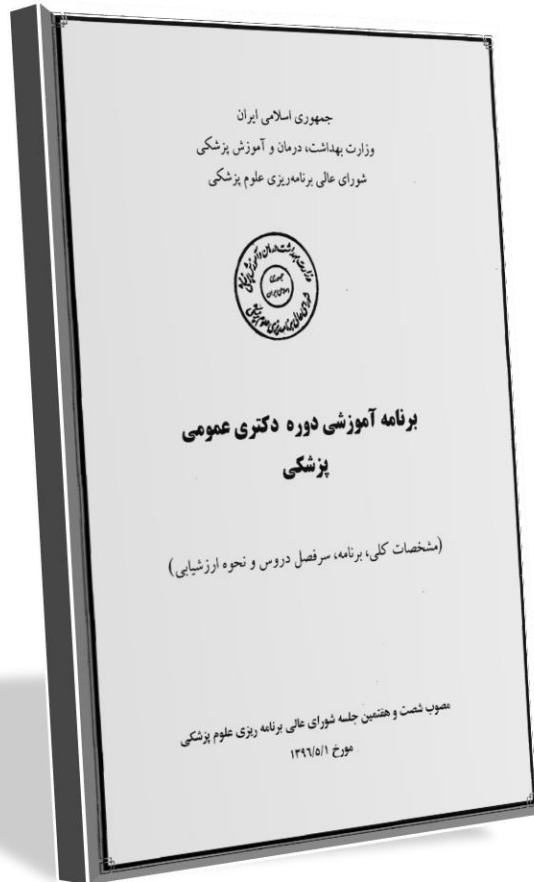 جمهوری اسلامی ایران
وزارت بهداشت، درمان و آموزش پزشکی
شورای عالی برنامه‌ریزی علوم پزشکی
برنامه آموزشی دوره دکتری عمومی
پزشکی
(مشخصات کلی، برنامه، سرفصل دروس و نحوه ارزشیابی)
مصوب شصت و هفتمین جلسه شورای عالی برنامه ریزی علوم پزشکی
مورخ ۱۳۹۶/۵/۱